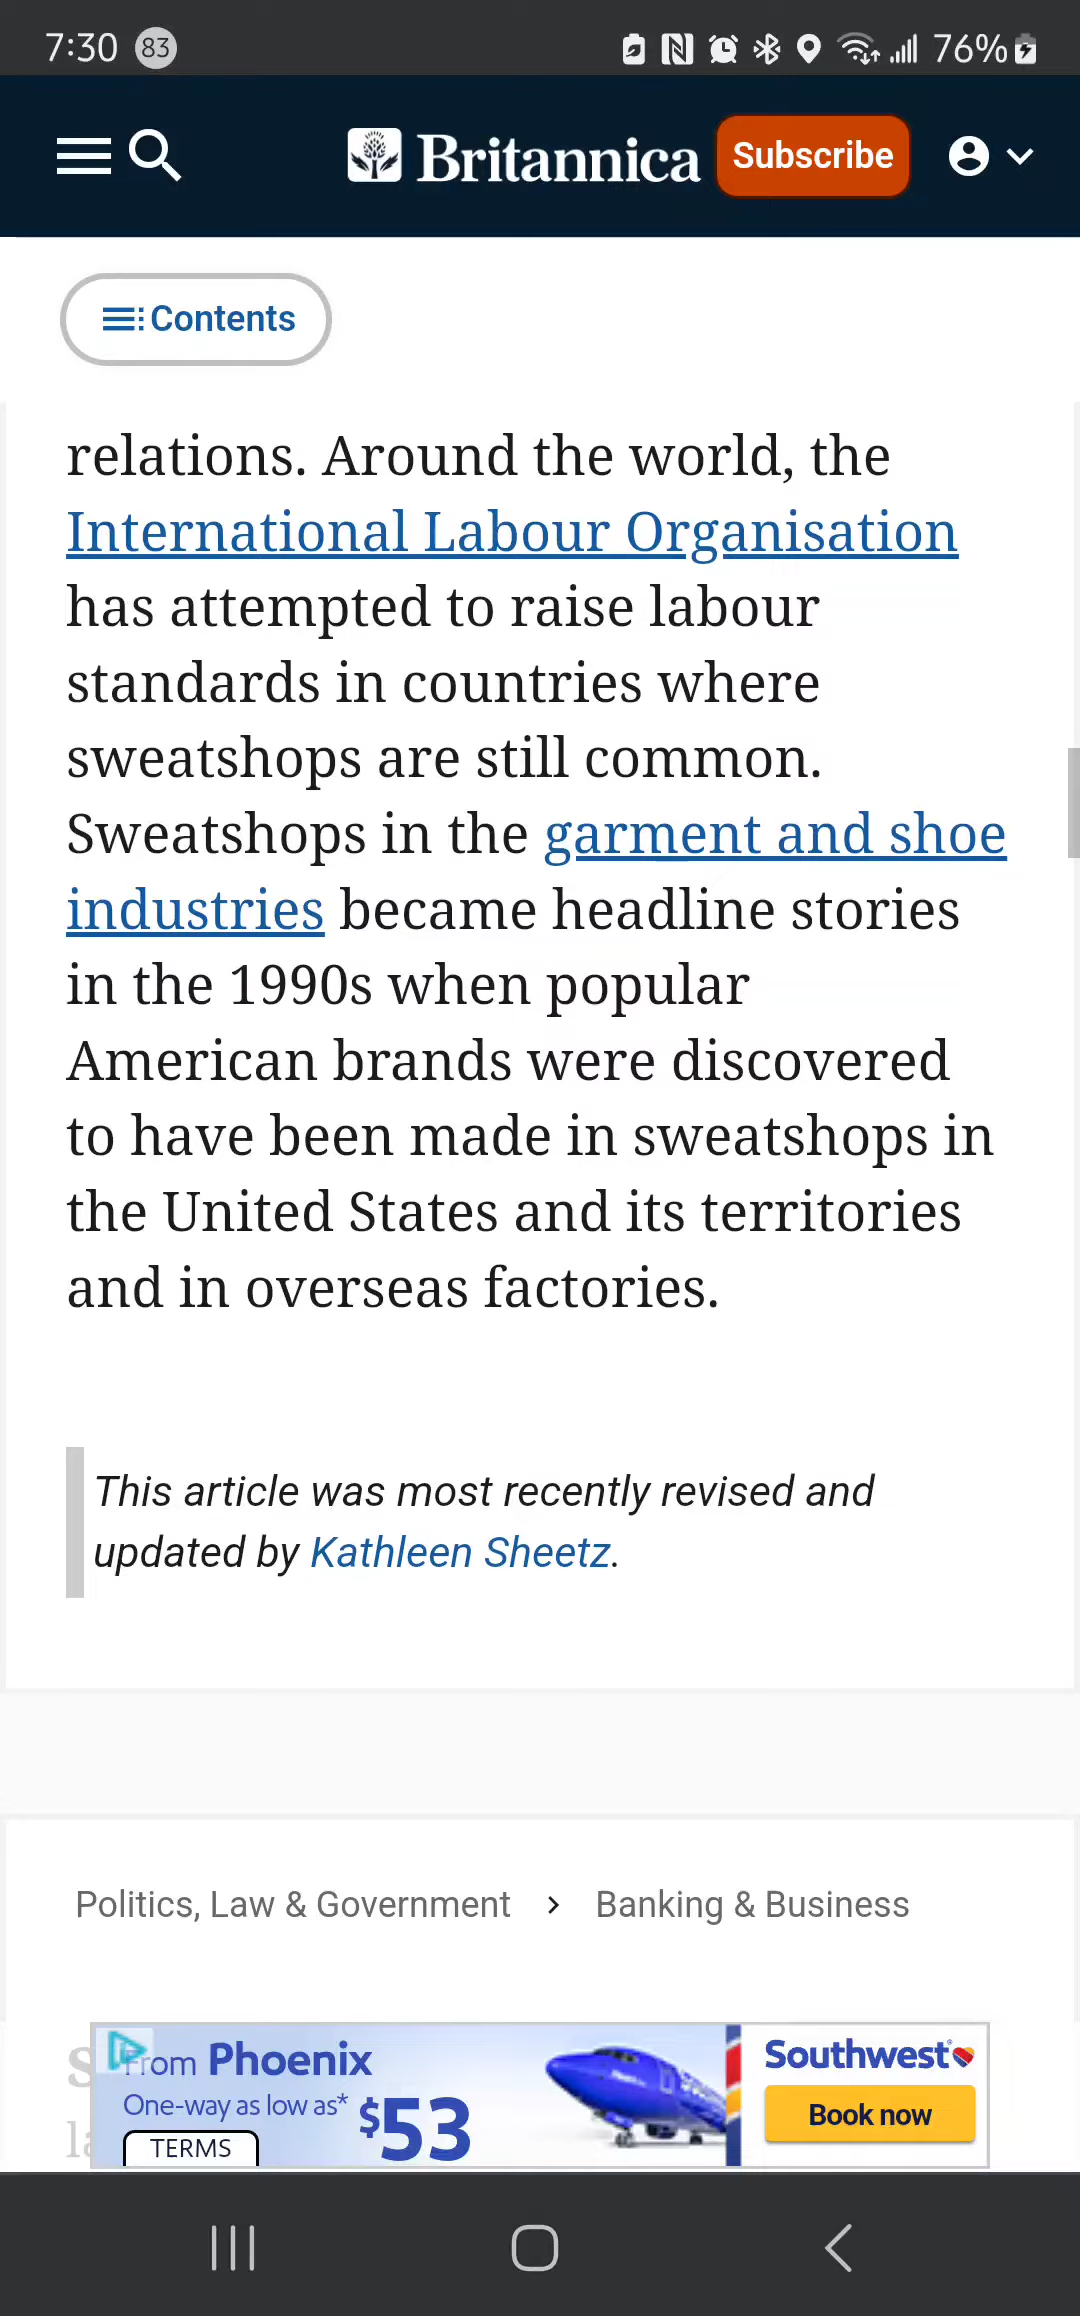 7:30 83 76%
Britannica Subscribe
Contents
relations. Around the world, the
International Labour Organisation
has attempted to raise labour
standards in countries where
sweatshops are still common.
Sweatshops in the garment and shoe
industries became headline stories
in the 1990s when popular
American brands were discovered
to have been made in sweatshops in
the United States and its territories
and in overseas factories.
This article was most recently revised and
updated by Kathleen Sheetz.
Politics, Law & Government > Banking & Business
From Phoenix
One-way as low as* $53
TERMS
Southwest
Book now